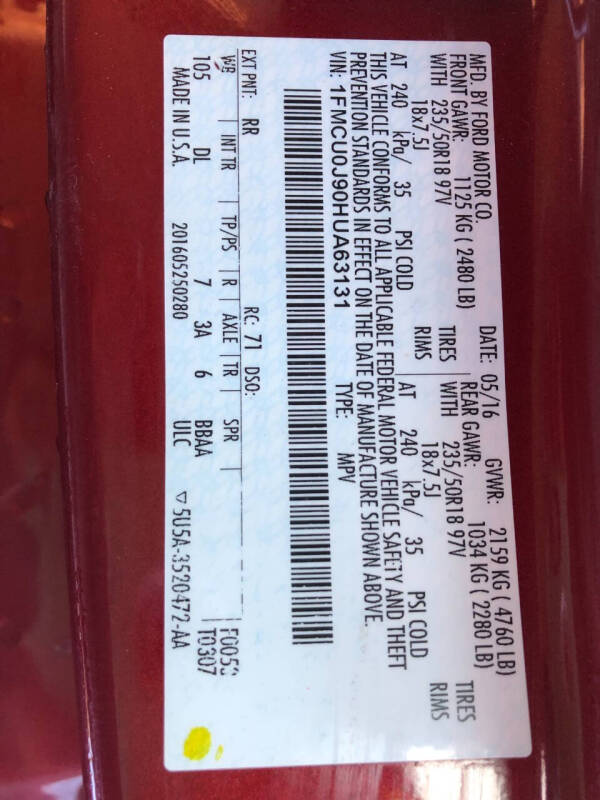 MFD. BY FORD MOTOR CO. DATE: 05/16 GVWR: 2159 KG ( 4760 LB)
FRONT GAWR: 1125 KG ( 2480 LB) REAR GAWR: 1034 KG ( 2280 LB)
WITH 235/50R18 97V TIRES WITH 235/50R18 97V TIRES
18x7.5J RIMS 18x7.5J RIMS
AT 240 kPa/ 35 PSI COLD AT 240 kPa/ 35 PSI COLD
THIS VEHICLE CONFORMS TO ALL APPLICABLE FEDERAL MOTOR VEHICLE SAFETY AND THEFT
PREVENTION STANDARDS IN EFFECT ON THE DATE OF MANUFACTURE SHOWN ABOVE.
VIN: 1FMCU0J90HUA63131 TYPE: MPV
EXT PNT: RR RC: 71 DSO:
WB INT TR TP/PS R AXLE TR SPR F0053
105 DL 7 3A 6 BBAA T0307
MADE IN U.S.A. 201605250280 ULC ▽5U5A-3520472-AA